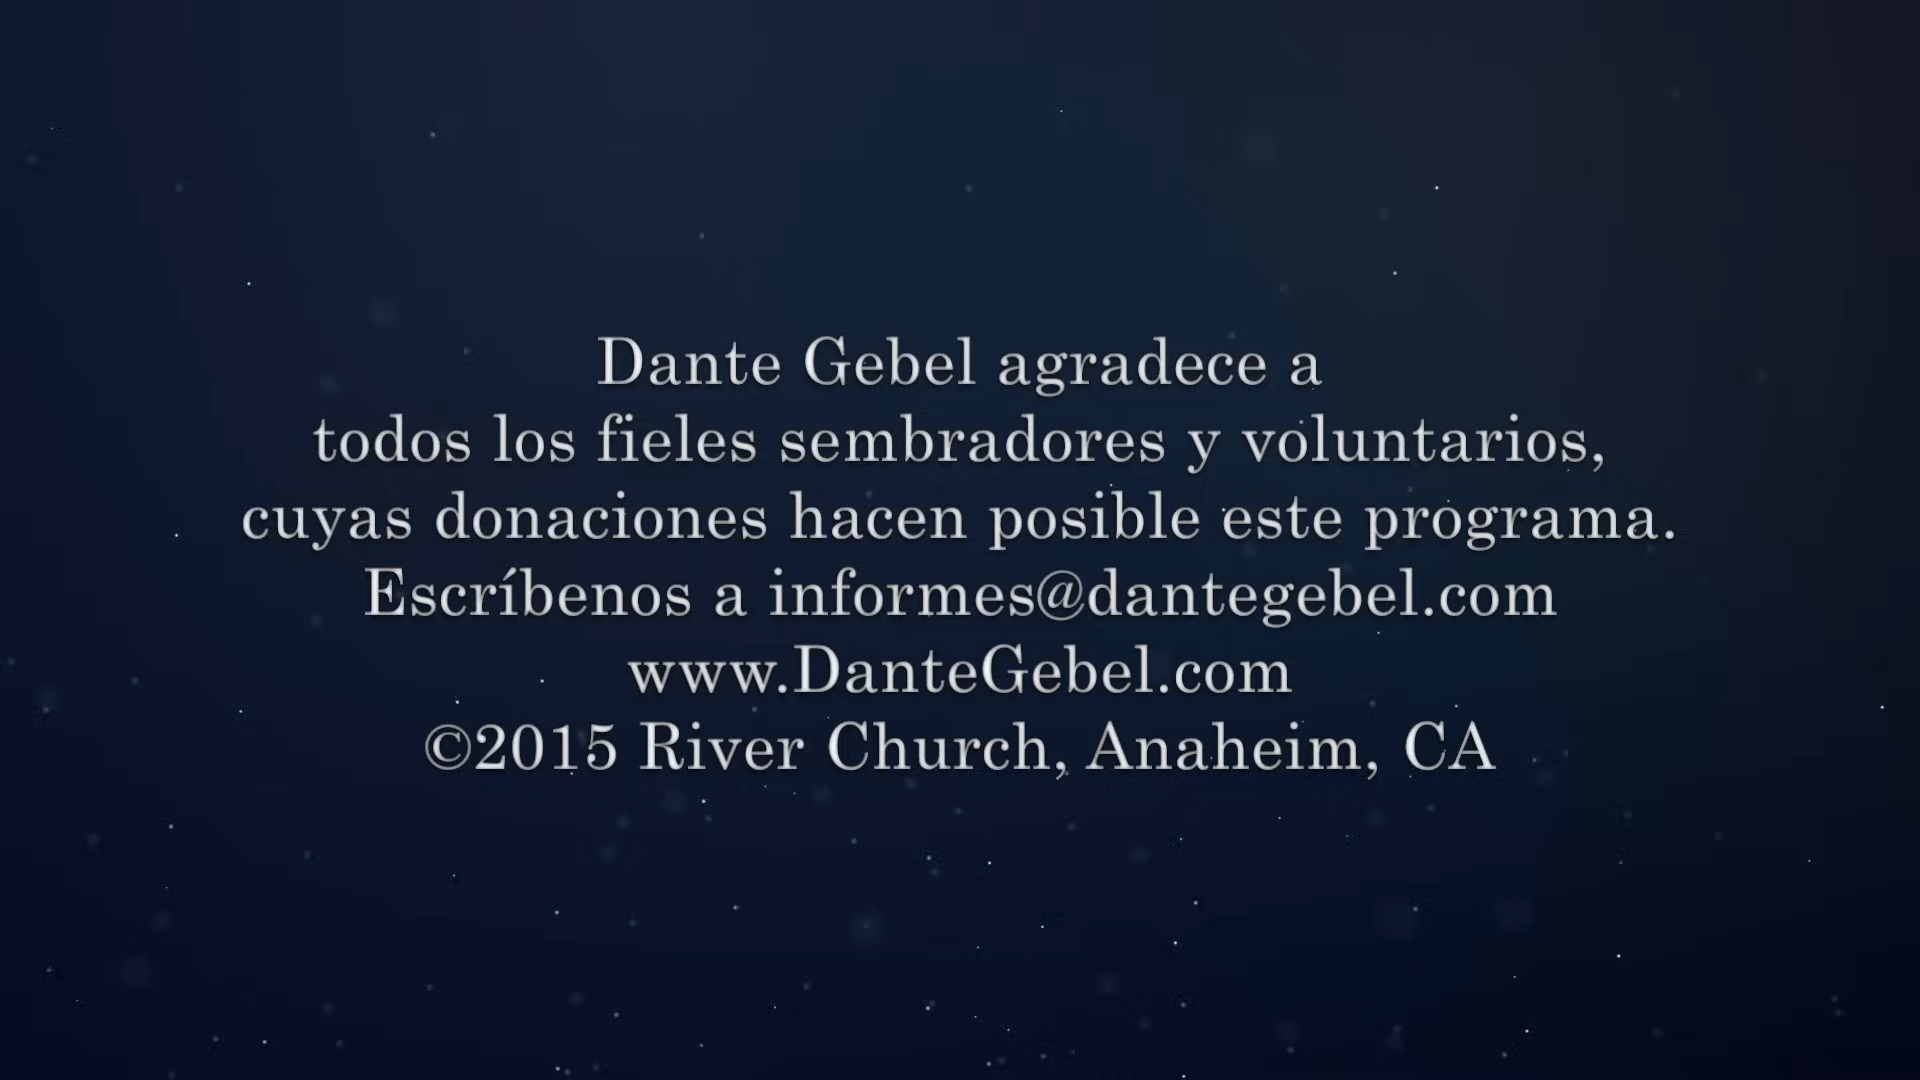 Dante Gebel agradece a
todos los fieles sembradores y voluntarios,
cuyas donaciones hacen posible este programa.
Escríbenos a informes@dantegebel.com
www.DanteGebel.com
©2015 River Church, Anaheim, CA